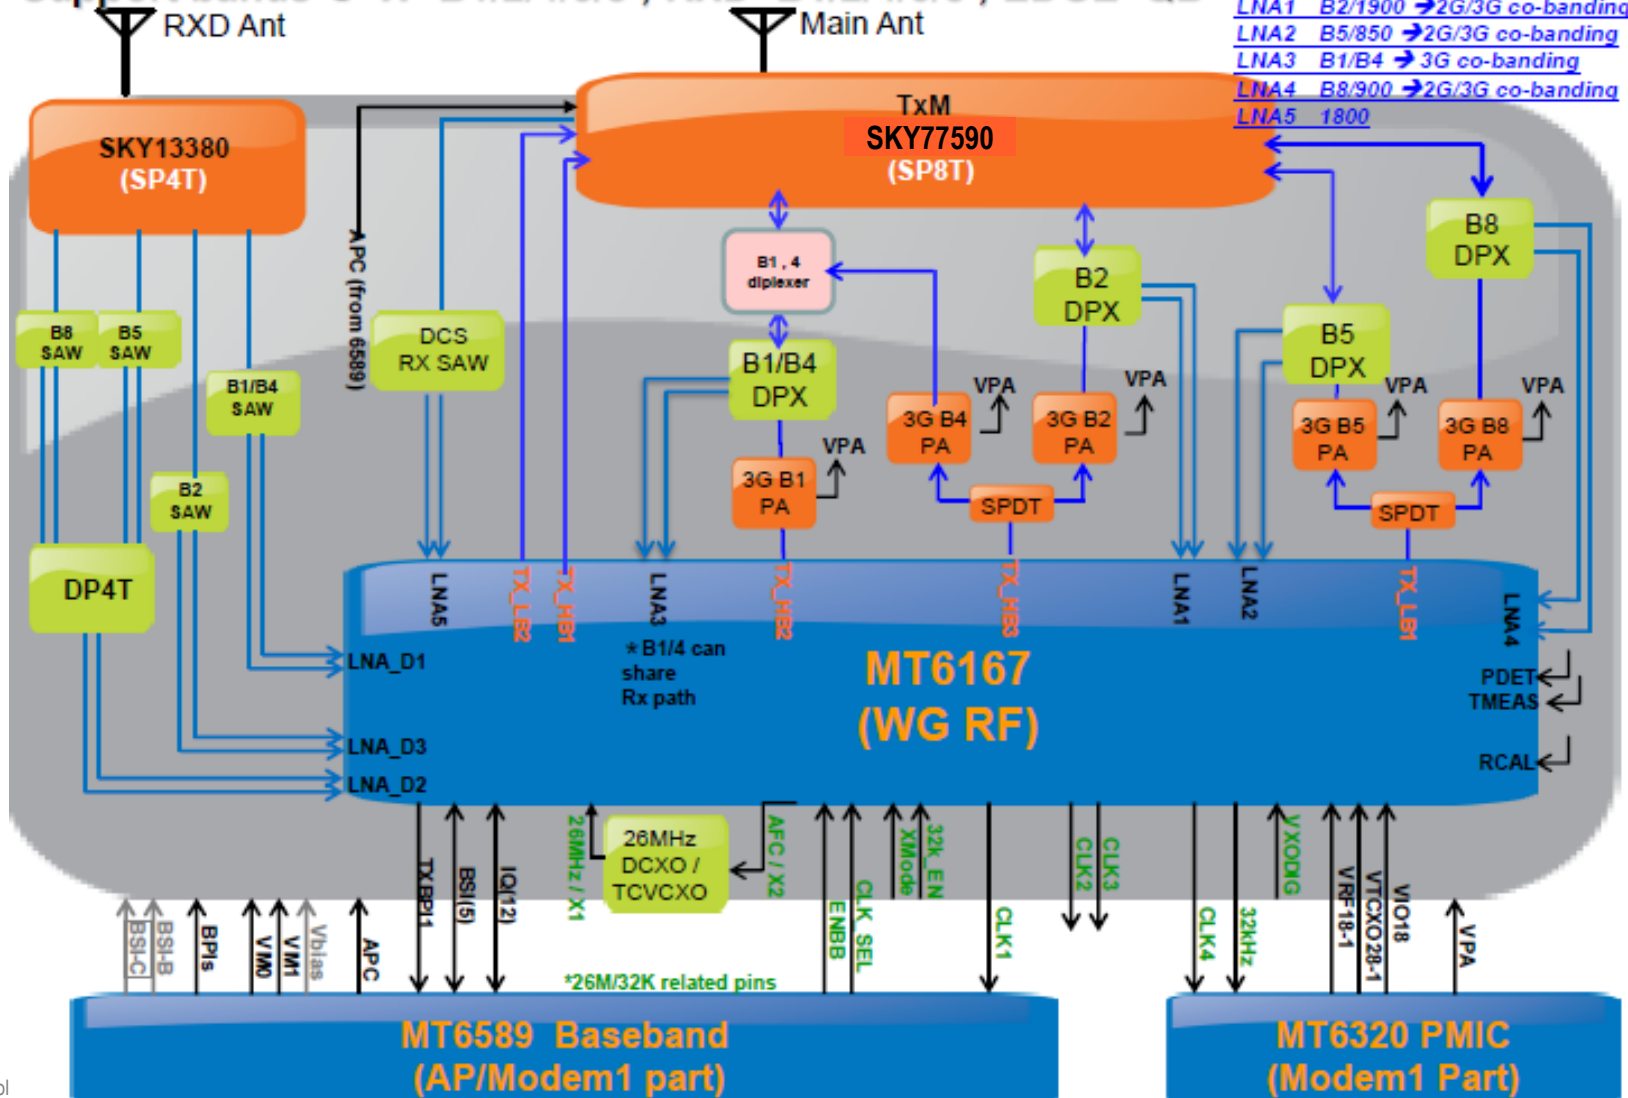 LNA1 B2/1900 ➔2G/3G co-banding
LNA2 B5/850 ➔2G/3G co-banding
LNA3 B1/B4 ➔ 3G co-banding
LNA4 B8/900 ➔2G/3G co-banding
LNA5 1800
RXD Ant
Main Ant
SKY13380
(SP4T)
TxM
SKY77590
(SP8T)
APC (from 6589)
B8
SAW
B5
SAW
B1/B4
SAW
B2
SAW
DP4T
DCS
RX SAW
B1 , 4
diplexer
B1/B4
DPX
B2
DPX
B5
DPX
B8
DPX
3G B1
PA
VPA
3G B4
PA
VPA
3G B2
PA
VPA
3G B5
PA
VPA
3G B8
PA
VPA
SPDT
SPDT
LNA5
TX_LB2
TX_HB1
LNA3
TX_HB2
TX_HB3
LNA1
LNA2
TX_LB1
LNA4
* B1/4 can
share
Rx path
MT6167
(WG RF)
LNA_D1
LNA_D3
LNA_D2
PDET
TMEAS
RCAL
26MHz
DCXO /
TCVCXO
26MHz / X1
AFC / X2
BSI-C
BSI-B
BPIs
VM0
VM1
Vbias
APC
TXBPI1
BSI(5)
IQ(12)
ENBB
CLK_SEL
XMode
32k_EN
CLK1
CLK2
CLK3
CLK4
32kHz
VXODIG
VRF18-1
VTCXO28-1
VIO18
VPA
*26M/32K related pins
MT6589 Baseband
(AP/Modem1 part)
MT6320 PMIC
(Modem1 Part)